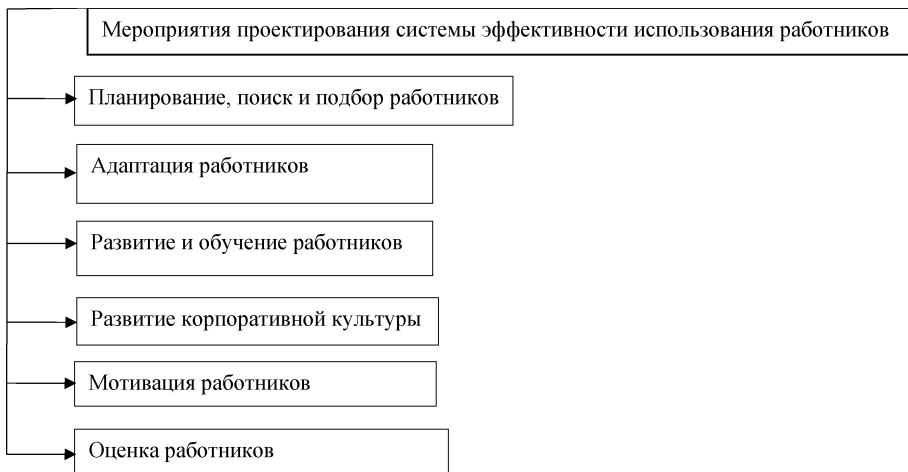 Мероприятия проектирования системы эффективности использования работников
Планирование, поиск и подбор работников
Адаптация работников
Развитие и обучение работников
Развитие корпоративной культуры
Мотивация работников
Оценка работников